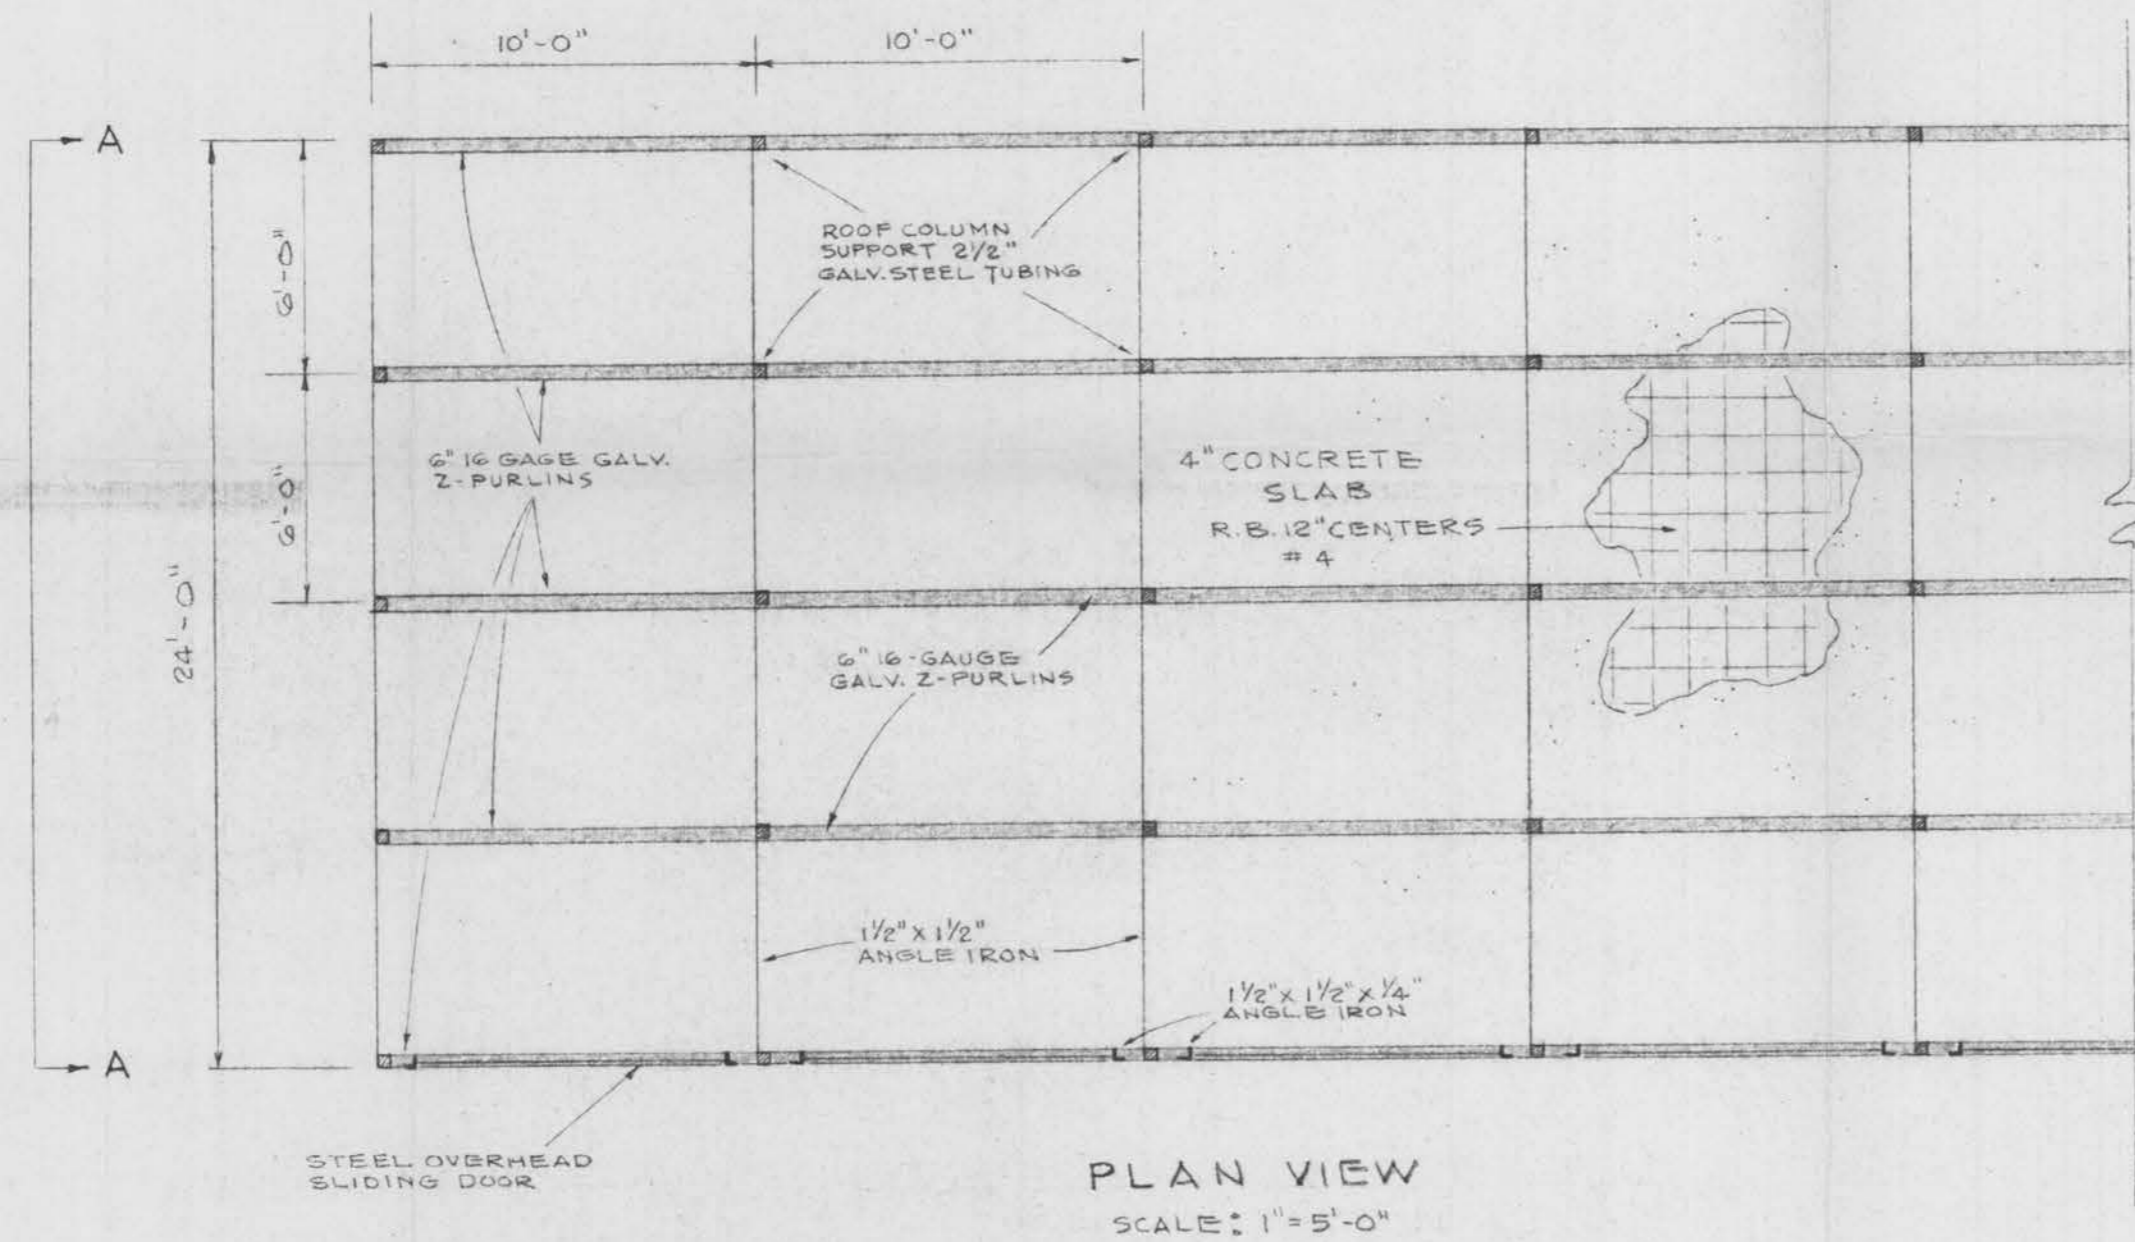 10'-0"
10'-0"
A
6'-0"
ROOF COLUMN
SUPPORT 2 1/2"
GALV. STEEL TUBING
6" 16 GAGE GALV.
Z-PURLINS
6'-0"
4" CONCRETE
SLAB
R.B. 12" CENTERS
# 4
24'-0"
6" 16-GAUGE
GALV. Z-PURLINS
1 1/2" X 1 1/2"
ANGLE IRON
1 1/2" X 1 1/2" X 1/4"
ANGLE IRON
A
STEEL OVERHEAD
SLIDING DOOR
PLAN VIEW
SCALE: 1" = 5'-0"